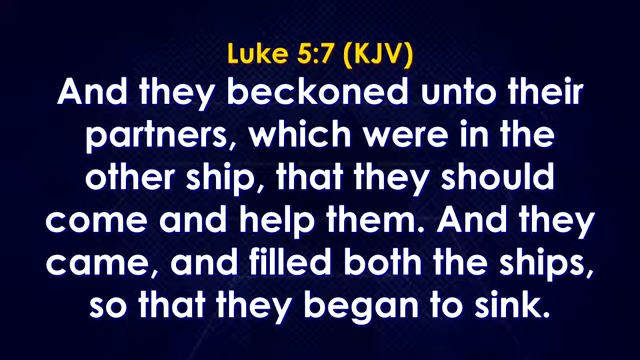 Luke 5:7 (KJV)
And they beckoned unto their
partners, which were in the
other ship, that they should
come and help them. And they
came, and filled both the ships,
so that they began to sink.